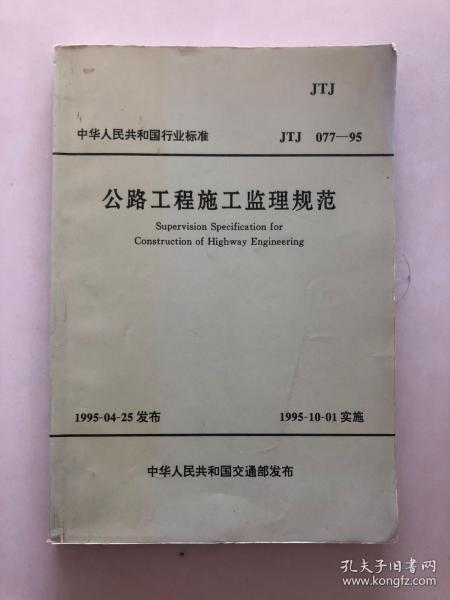 JTJ
中华人民共和国行业标准 JTJ 077—95
公路工程施工监理规范
Supervision Specification for
Construction of Highway Engineering
1995-04-25 发布 1995-10-01 实施
中华人民共和国交通部发布
孔夫子旧书网
www.kongfz.com